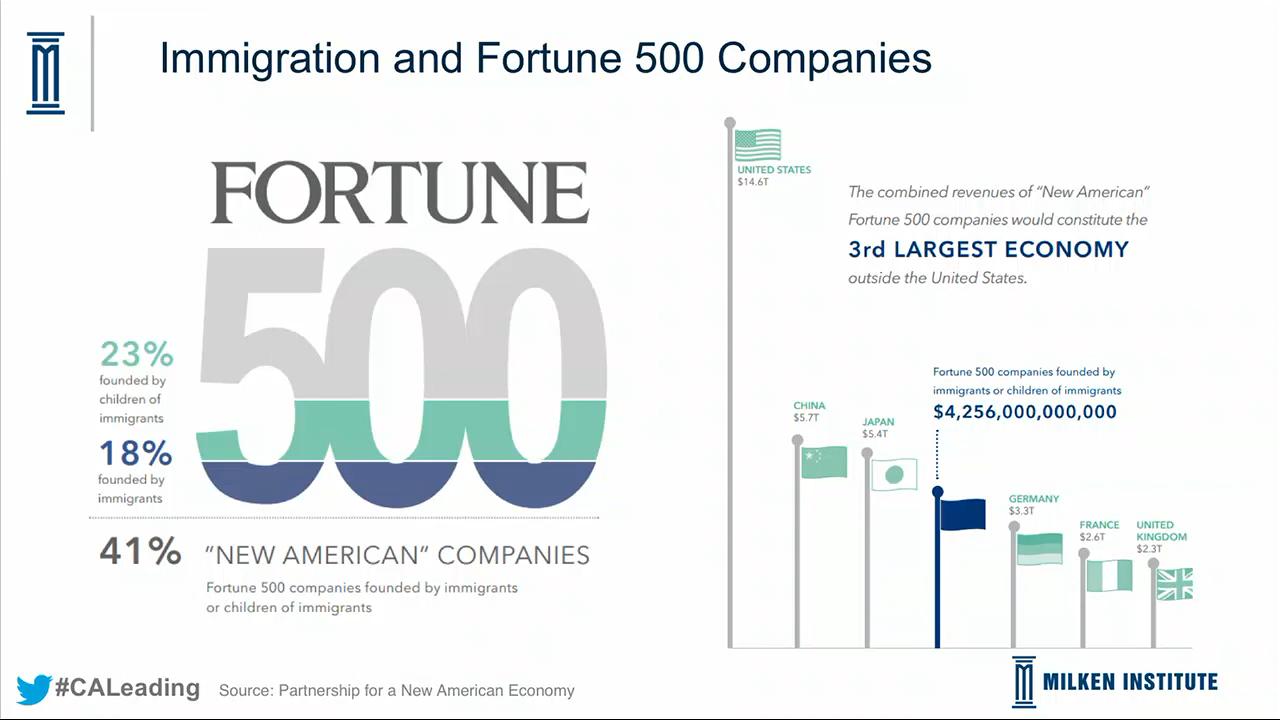 Immigration and Fortune 500 Companies
FORTUNE
500
23%
founded by
children of
immigrants
18%
founded by
immigrants
41%
"NEW AMERICAN" COMPANIES
Fortune 500 companies founded by immigrants
or children of immigrants
UNITED STATES
$14.6T
The combined revenues of "New American"
Fortune 500 companies would constitute the
3rd LARGEST ECONOMY
outside the United States.
CHINA
$5.7T
JAPAN
$5.4T
Fortune 500 companies founded by
immigrants or children of immigrants
$4,256,000,000,000
GERMANY
$3.3T
FRANCE
$2.6T
UNITED
KINGDOM
$2.3T
#CALeading
Source: Partnership for a New American Economy
MILKEN INSTITUTE